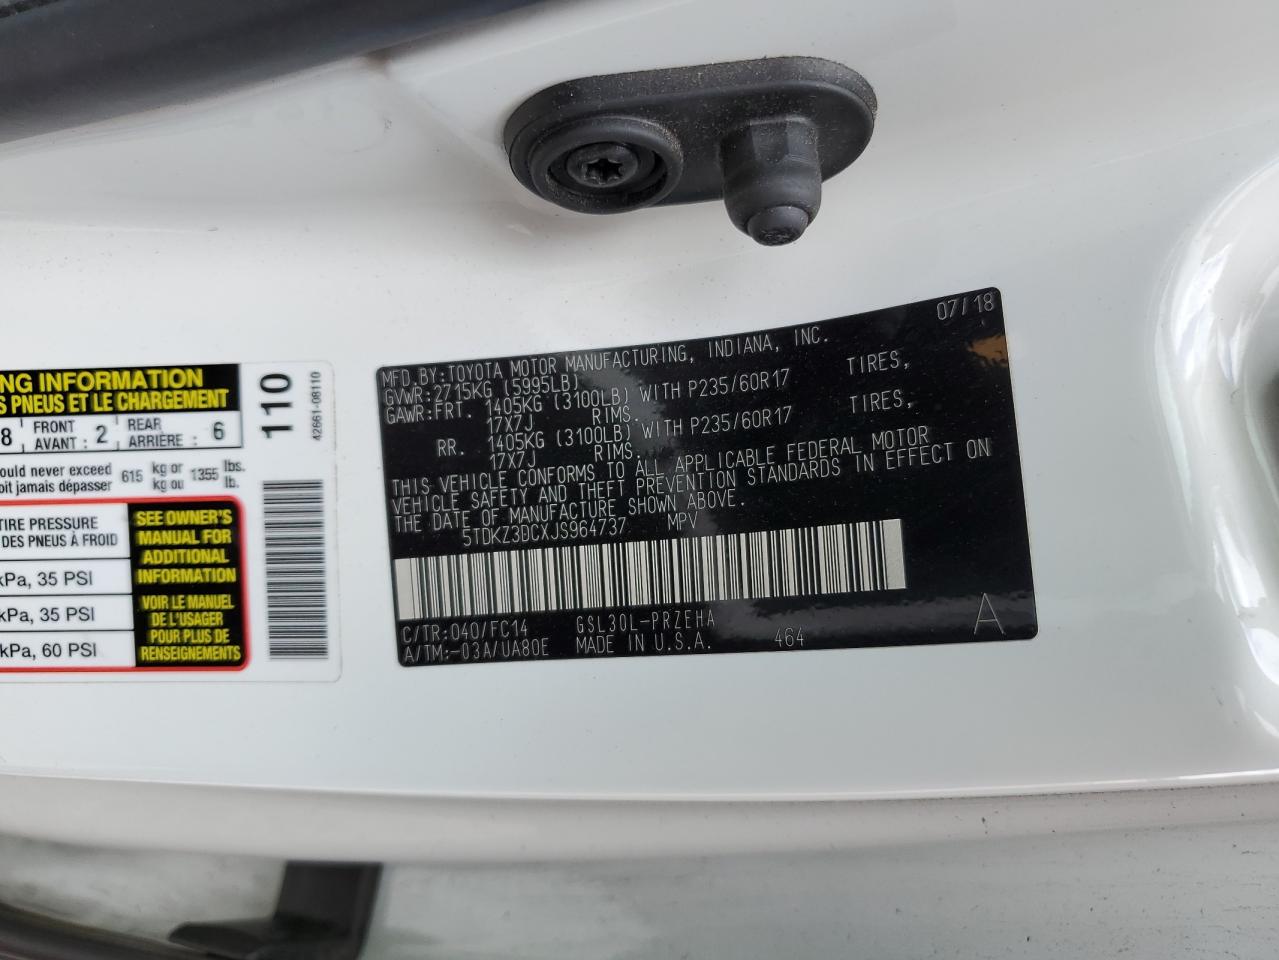 NG INFORMATION
S PNEUS ET LE CHARGEMENT
8 FRONT AVANT : 2 REAR ARRIÈRE : 6
ould never exceed 615 kg or 1355 lbs.
oit jamais dépasser kg ou lb.
TIRE PRESSURE
DES PNEUS À FROID
kPa, 35 PSI
kPa, 35 PSI
kPa, 60 PSI
SEE OWNER'S
MANUAL FOR
ADDITIONAL
INFORMATION
VOIR LE MANUEL
DE L'USAGER
POUR PLUS DE
RENSEIGNEMENTS
110
42661-08110
07/18
MFD.BY:TOYOTA MOTOR MANUFACTURING, INDIANA, INC.
GVWR:2715KG (5995LB)
GAWR:FRT. 1405KG (3100LB) WITH P235/60R17 TIRES,
17X7J RIMS.
RR. 1405KG (3100LB) WITH P235/60R17 TIRES,
17X7J RIMS.
THIS VEHICLE CONFORMS TO ALL APPLICABLE FEDERAL MOTOR
VEHICLE SAFETY AND THEFT PREVENTION STANDARDS IN EFFECT ON
THE DATE OF MANUFACTURE SHOWN ABOVE.
5TDKZ3DCXJS964737 MPV
C/TR:040/FC14 GSL30L-PRZEHA
A/TM:-03A/UA80E MADE IN U.S.A. 464
A